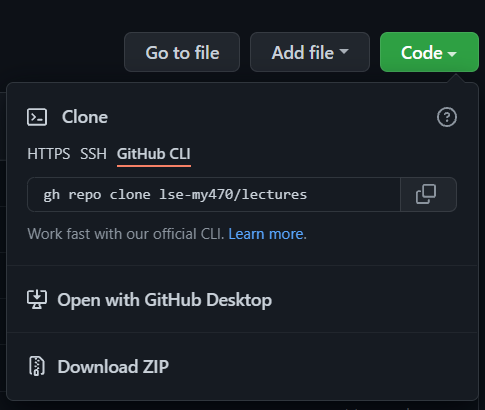 Go to file Add file Code
Clone
HTTPS SSH GitHub CLI
gh repo clone lse-my470/lectures
Work fast with our official CLI. Learn more.
Open with GitHub Desktop
Download ZIP